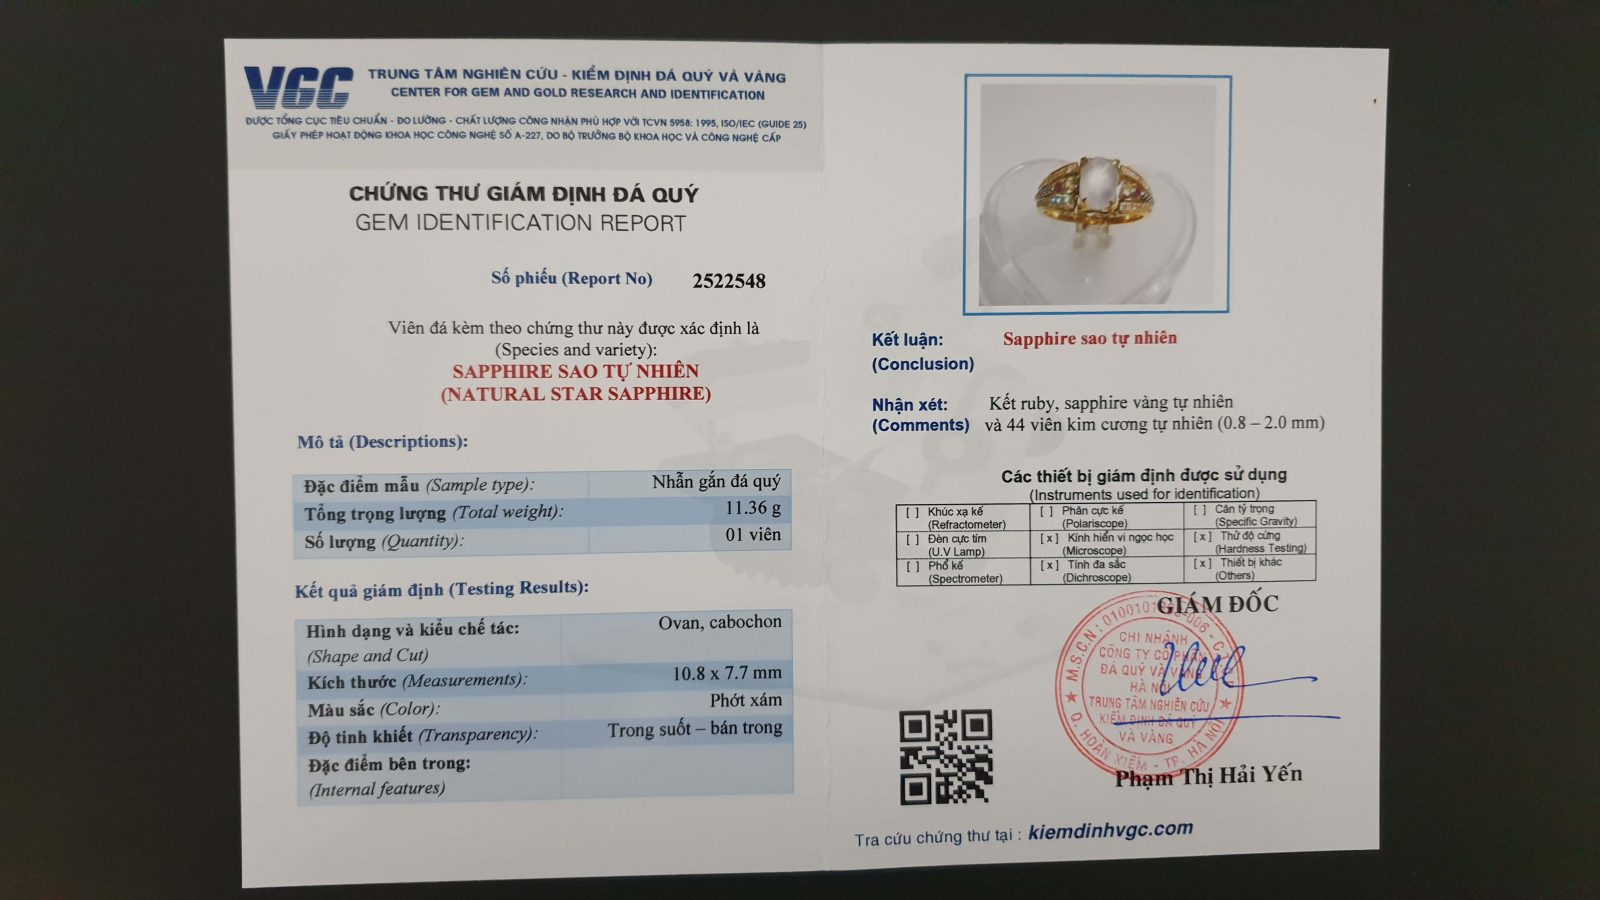 VGC
TRUNG TÂM NGHIÊN CỨU - KIỂM ĐỊNH ĐÁ QUÝ VÀ VÀNG
CENTER FOR GEM AND GOLD RESEARCH AND IDENTIFICATION
ĐƯỢC TỔNG CỤC TIÊU CHUẨN - ĐO LƯỜNG - CHẤT LƯỢNG CÔNG NHẬN PHÙ HỢP VỚI TCVN 5958: 1995, ISO/IEC (GUIDE 25)
GIẤY PHÉP HOẠT ĐỘNG KHOA HỌC CÔNG NGHỆ SỐ A-227, DO BỘ TRƯỞNG BỘ KHOA HỌC VÀ CÔNG NGHỆ CẤP
CHỨNG THƯ GIÁM ĐỊNH ĐÁ QUÝ
GEM IDENTIFICATION REPORT
Số phiếu (Report No) 2522548
Viên đá kèm theo chứng thư này được xác định là
(Species and variety):
SAPPHIRE SAO TỰ NHIÊN
(NATURAL STAR SAPPHIRE)
Mô tả (Descriptions):
Đặc điểm mẫu (Sample type): Nhẫn gắn đá quý
Tổng trọng lượng (Total weight): 11.36 g
Số lượng (Quantity): 01 viên
Kết quả giám định (Testing Results):
Hình dạng và kiểu chế tác: Ovan, cabochon
(Shape and Cut)
Kích thước (Measurements): 10.8 x 7.7 mm
Màu sắc (Color): Phớt xám
Độ tinh khiết (Transparency): Trong suốt – bán trong
Đặc điểm bên trong:
(Internal features)
Kết luận: Sapphire sao tự nhiên
(Conclusion)
Nhận xét: Kết ruby, sapphire vàng tự nhiên
(Comments) và 44 viên kim cương tự nhiên (0.8 – 2.0 mm)
Các thiết bị giám định được sử dụng
(Instruments used for identification)
[ ] Khúc xạ kế [ ] Phân cực kế [ ] Cân tỷ trọng
(Refractometer) (Polariscope) (Specific Gravity)
[ ] Đèn cực tím [x] Kính hiển vi ngọc học [x] Thử độ cứng
(U.V Lamp) (Microscope) (Hardness Testing)
[ ] Phổ kế [x] Tính đa sắc [x] Thiết bị khác
(Spectrometer) (Dichroscope) (Others)
GIÁM ĐỐC
CHI NHÁNH
CÔNG TY CỔ PHẦN
ĐÁ QUÝ VÀ VÀNG
HÀ NỘI
TRUNG TÂM NGHIÊN CỨU
KIỂM ĐỊNH ĐÁ QUÝ
VÀ VÀNG
Q. HOÀN KIẾM - TP. HÀ NỘI
Phạm Thị Hải Yến
Tra cứu chứng thư tại : kiemdinhvgc.com